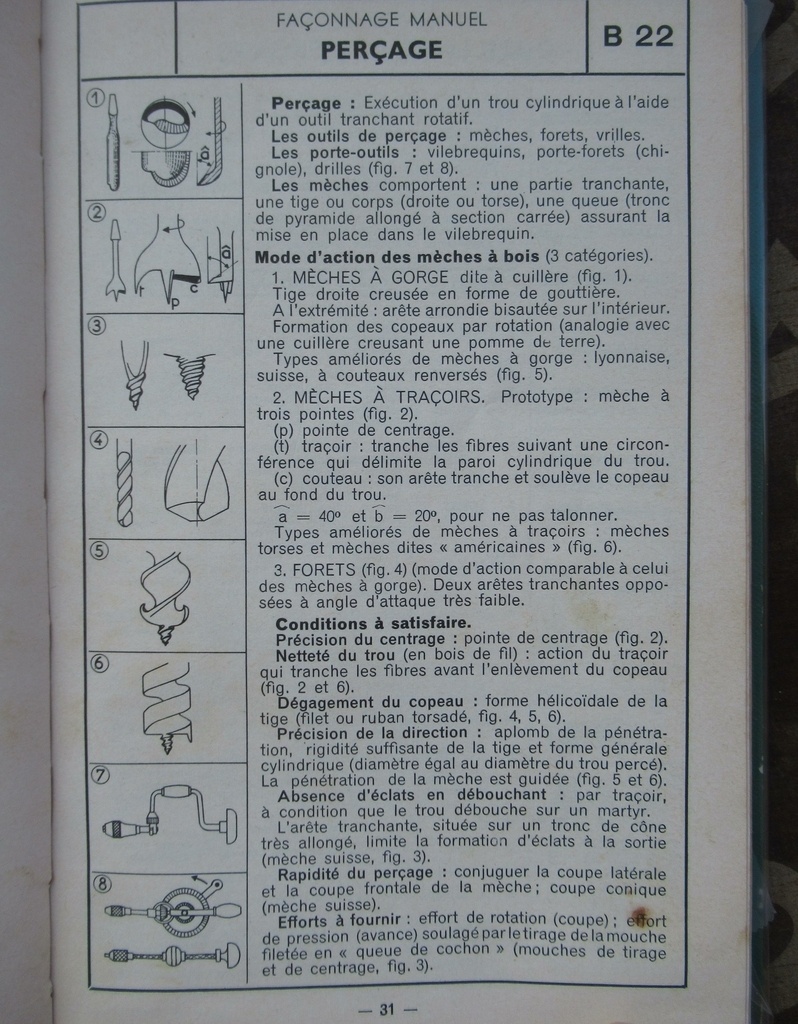 FAÇONNAGE MANUEL
PERÇAGE
B 22
1
2
3
4
5
6
7
8
a
t
p
c
a
b
Perçage : Exécution d'un trou cylindrique à l'aide
d'un outil tranchant rotatif.
Les outils de perçage : mèches, forets, vrilles.
Les porte-outils : vilebrequins, porte-forets (chi-
gnole), drilles (fig. 7 et 8).
Les mèches comportent : une partie tranchante,
une tige ou corps (droite ou torse), une queue (tronc
de pyramide allongé à section carrée) assurant la
mise en place dans le vilebrequin.
Mode d'action des mèches à bois (3 catégories).
1. MÈCHES À GORGE dite à cuillère (fig. 1).
Tige droite creusée en forme de gouttière.
A l'extrémité : arête arrondie bisautée sur l'intérieur.
Formation des copeaux par rotation (analogie avec
une cuillère creusant une pomme de terre).
Types améliorés de mèches à gorge : lyonnaise,
suisse, à couteaux renversés (fig. 5).
2. MÈCHES À TRAÇOIRS. Prototype : mèche à
trois pointes (fig. 2).
(p) pointe de centrage.
(t) traçoir : tranche les fibres suivant une circon-
férence qui délimite la paroi cylindrique du trou.
(c) couteau : son arête tranche et soulève le copeau
au fond du trou.
a = 40º et b = 20º, pour ne pas talonner.
Types améliorés de mèches à traçoirs : mèches
torses et mèches dites « américaines » (fig. 6).
3. FORETS (fig. 4) (mode d'action comparable à celui
des mèches à gorge). Deux arêtes tranchantes oppo-
sées à angle d'attaque très faible.
Conditions à satisfaire.
Précision du centrage : pointe de centrage (fig. 2).
Netteté du trou (en bois de fil) : action du traçoir
qui tranche les fibres avant l'enlèvement du copeau
(fig. 2 et 6).
Dégagement du copeau : forme hélicoïdale de la
tige (filet ou ruban torsadé, fig. 4, 5, 6).
Précision de la direction : aplomb de la pénétra-
tion, rigidité suffisante de la tige et forme générale
cylindrique (diamètre égal au diamètre du trou percé).
La pénétration de la mèche est guidée (fig. 5 et 6).
Absence d'éclats en débouchant : par traçoir,
à condition que le trou débouche sur un martyr.
L'arête tranchante, située sur un tronc de cône
très allongé, limite la formation d'éclats à la sortie
(mèche suisse, fig. 3).
Rapidité du perçage : conjuguer la coupe latérale
et la coupe frontale de la mèche ; coupe conique
(mèche suisse).
Efforts à fournir : effort de rotation (coupe) ; effort
de pression (avance) soulagé par le tirage de la mouche
filetée en « queue de cochon » (mouches de tirage
et de centrage, fig. 3).
— 31 —